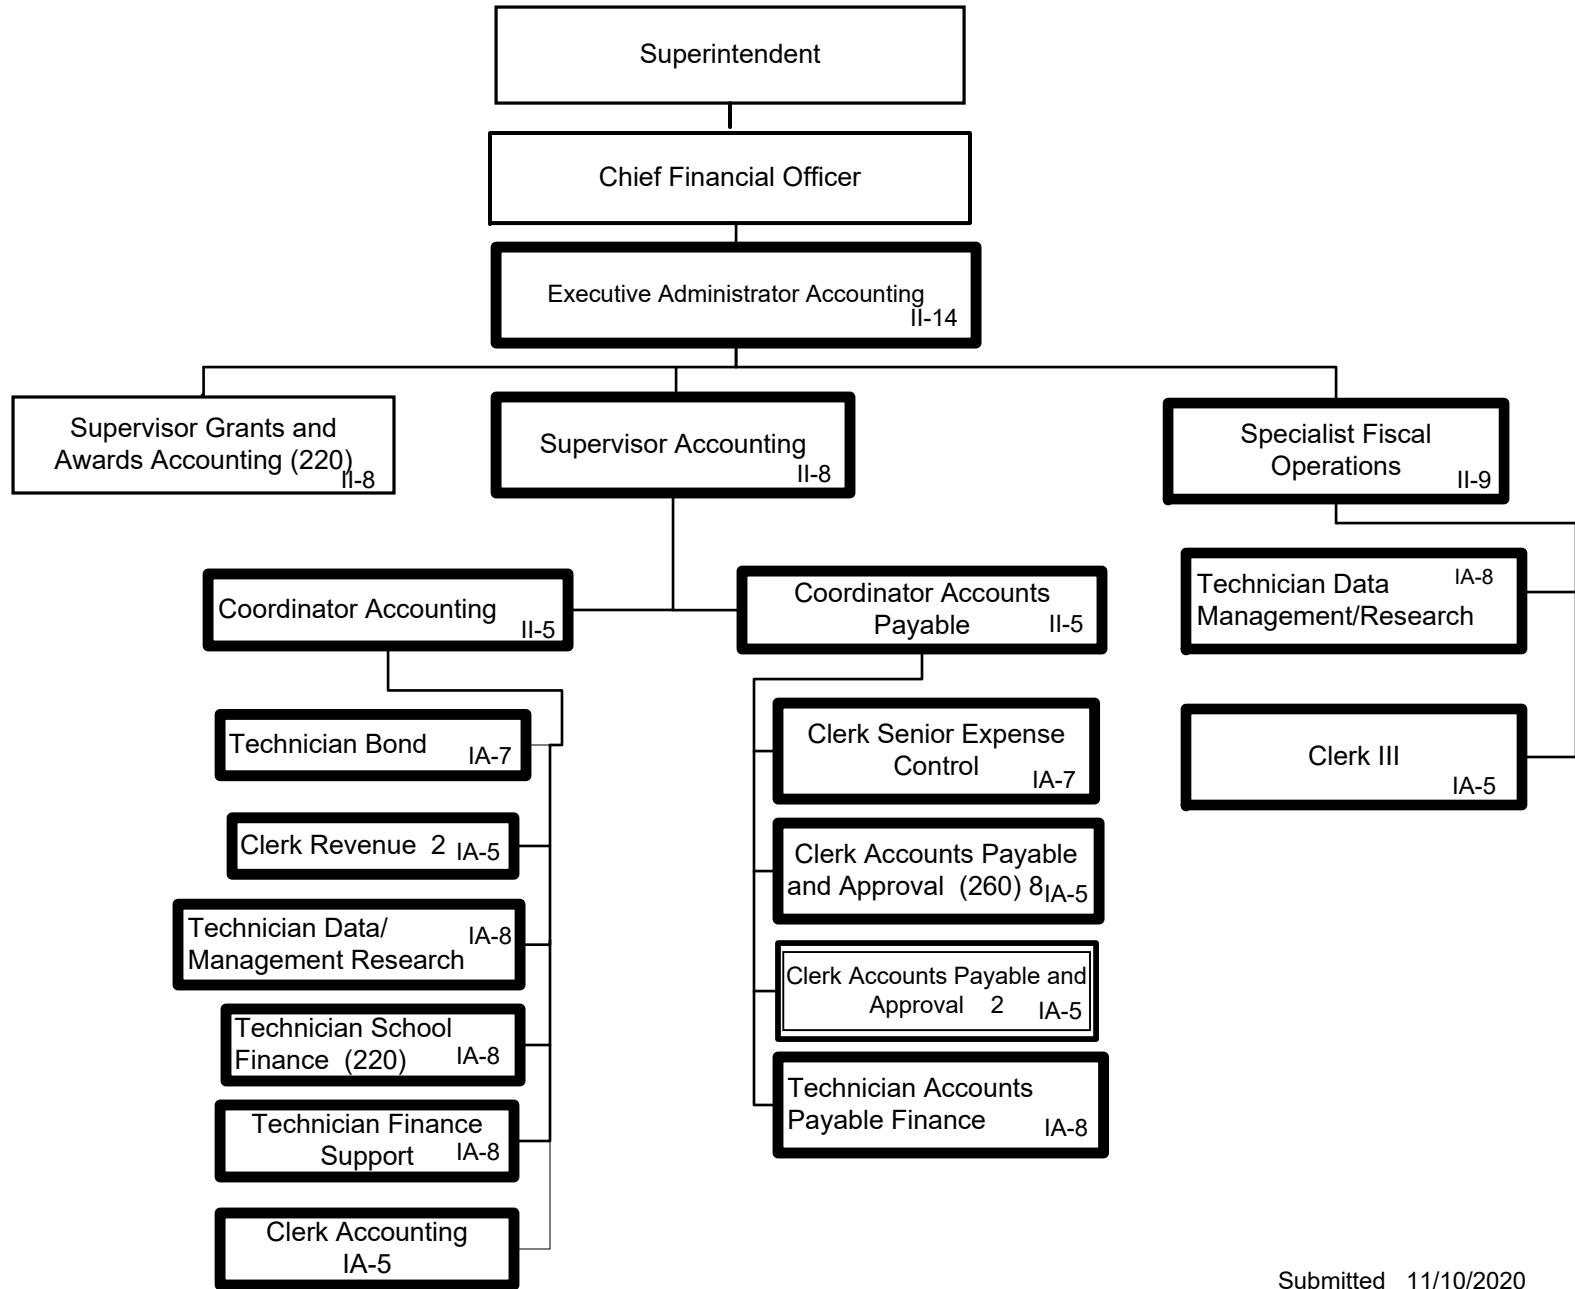 Superintendent
Chief Financial Officer
Executive Administrator Accounting
II-14
Supervisor Grants and
Awards Accounting (220)
II-8
Supervisor Accounting
II-8
Specialist Fiscal
Operations
II-9
Coordinator Accounting
II-5
Coordinator Accounts
Payable II-5
Technician Data IA-8
Management/Research
Clerk III
IA-5
Technician Bond
IA-7
Clerk Revenue 2 IA-5
Technician Data/ IA-8
Management Research
Technician School
Finance (220) IA-8
Technician Finance
Support IA-8
Clerk Accounting
IA-5
Clerk Senior Expense
Control
IA-7
Clerk Accounts Payable
and Approval (260) 8 IA-5
Clerk Accounts Payable and
Approval 2 IA-5
Technician Accounts
Payable Finance IA-8
Submitted 11/10/2020